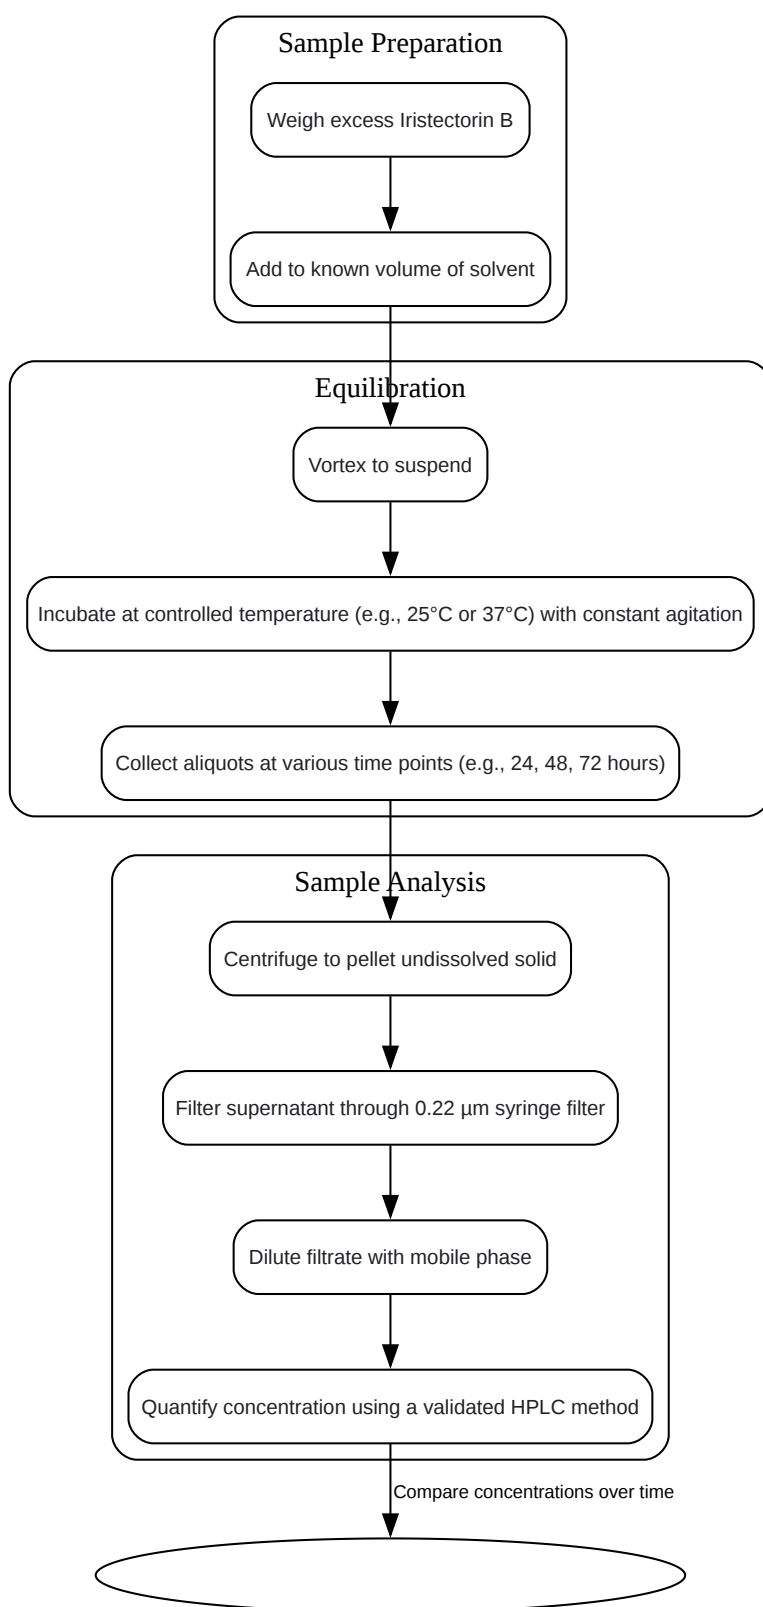 Sample Preparation
Weigh excess Iristectorin B
Add to known volume of solvent
Equilibration
Vortex to suspend
Incubate at controlled temperature (e.g., 25°C or 37°C) with constant agitation
Collect aliquots at various time points (e.g., 24, 48, 72 hours)
Sample Analysis
Centrifuge to pellet undissolved solid
Filter supernatant through 0.22 µm syringe filter
Dilute filtrate with mobile phase
Quantify concentration using a validated HPLC method
Compare concentrations over time